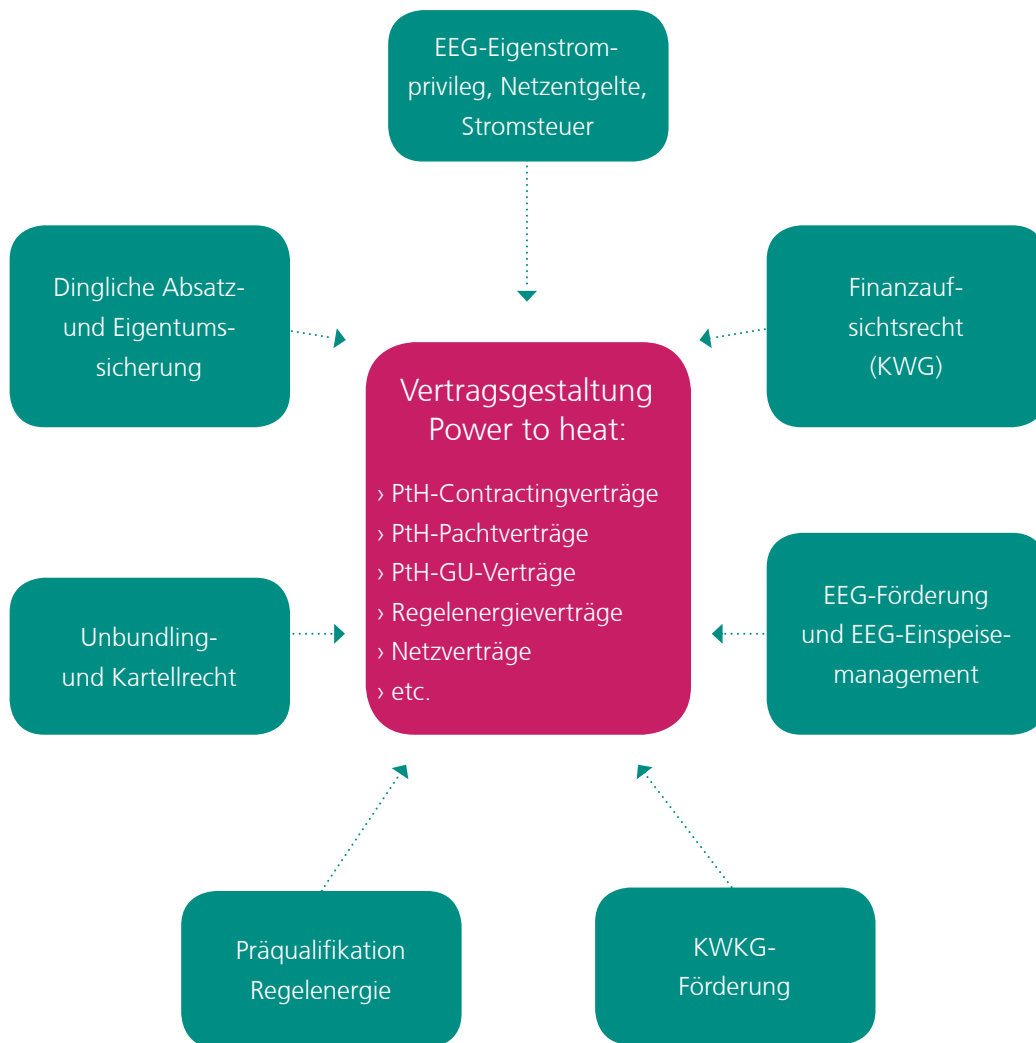 EEG-Eigenstrom-
privileg, Netzentgelte,
Stromsteuer
Dingliche Absatz-
und Eigentums-
sicherung
Finanzauf-
sichtsrecht
(KWG)
Vertragsgestaltung
Power to heat:
› PtH-Contractingverträge
› PtH-Pachtverträge
› PtH-GU-Verträge
› Regelenergieverträge
› Netzverträge
› etc.
Unbundling-
und Kartellrecht
EEG-Förderung
und EEG-Einspeise-
management
Präqualifikation
Regelenergie
KWKG-
Förderung